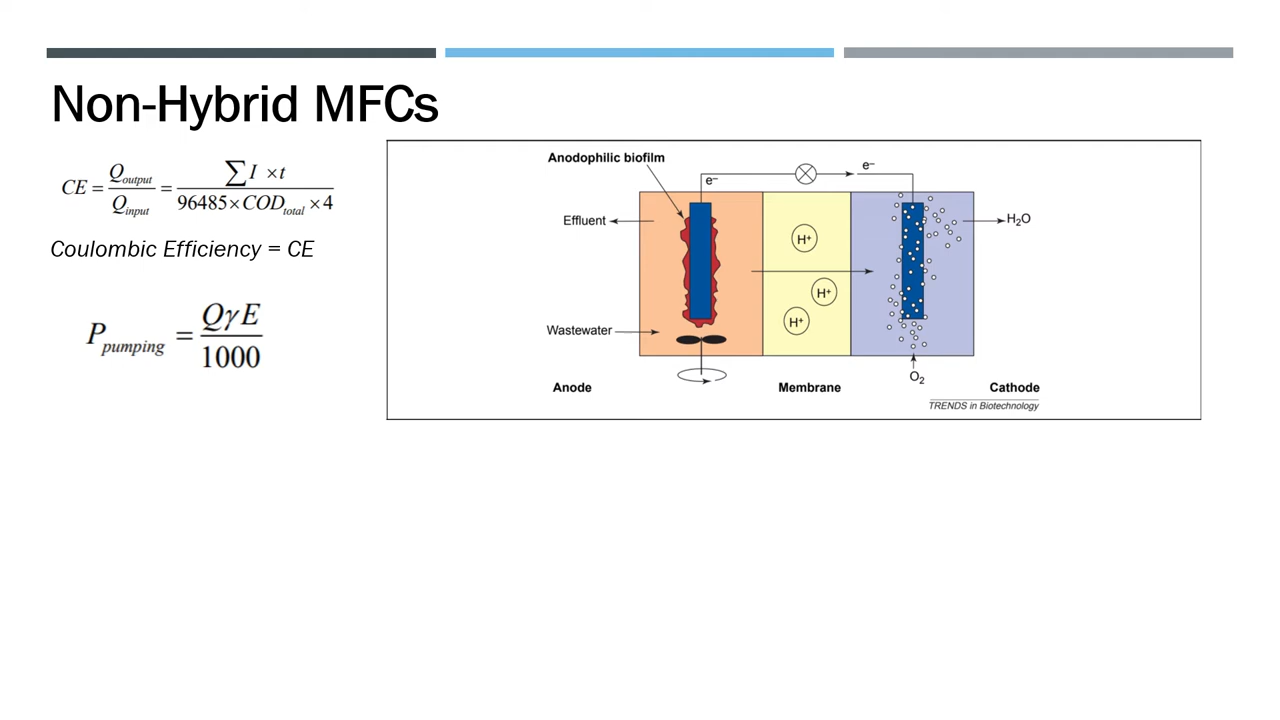 Non-Hybrid MFCs
CE = Q_output / Q_input = ∑ I × t / 96485 × COD_total × 4
Coulombic Efficiency = CE
P_pumping = QγE / 1000
Anodophilic biofilm
e⁻
e⁻
Effluent
H⁺
H₂O
H⁺
H⁺
Wastewater
O₂
Anode
Membrane
Cathode
TRENDS in Biotechnology